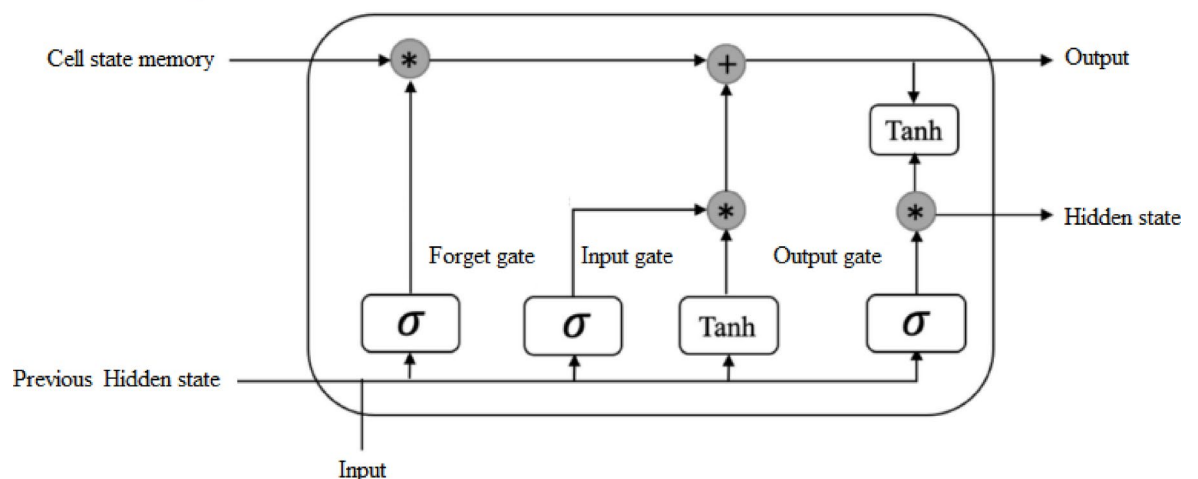 Cell state memory
*
+
Output
Tanh
*
*
Hidden state
Forget gate
Input gate
Output gate
σ
σ
Tanh
σ
Previous Hidden state
Input